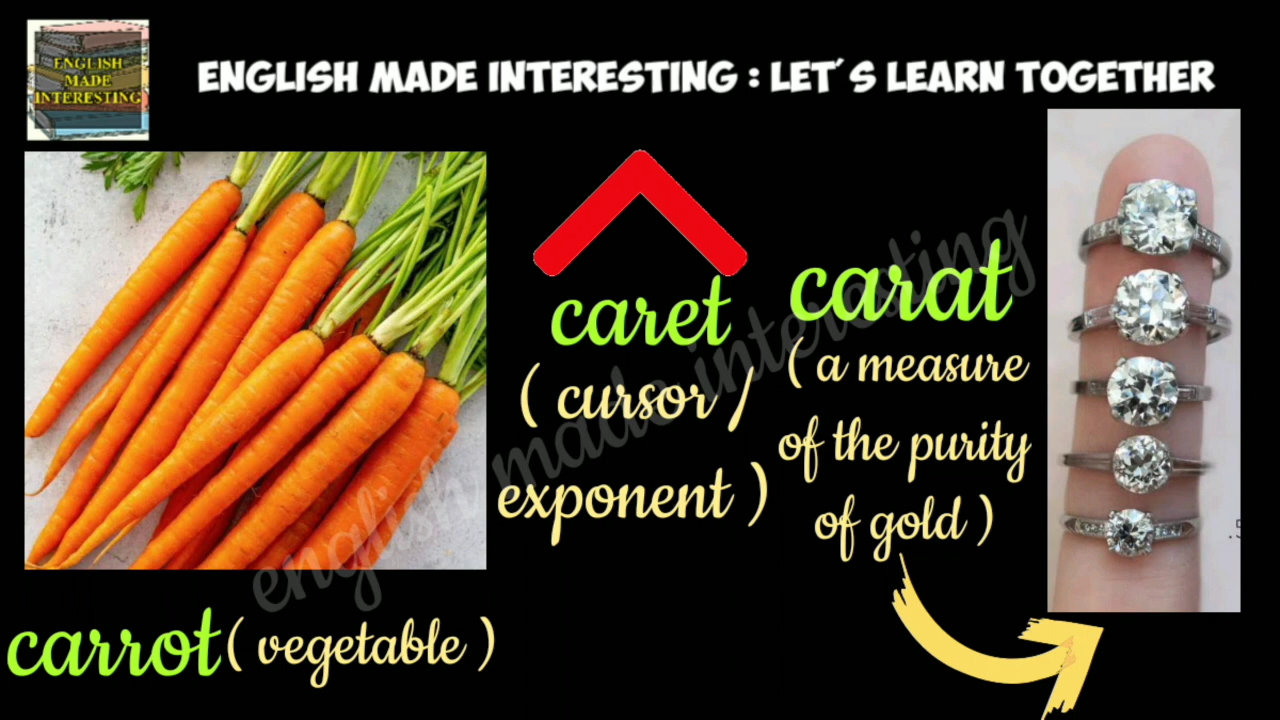 ENGLISH
MADE
INTERESTING
ENGLISH MADE INTERESTING : LET´S LEARN TOGETHER
caret
( cursor /
exponent )
carat
( a measure
of the purity
of gold )
carrot ( vegetable )
english made interesting
.5